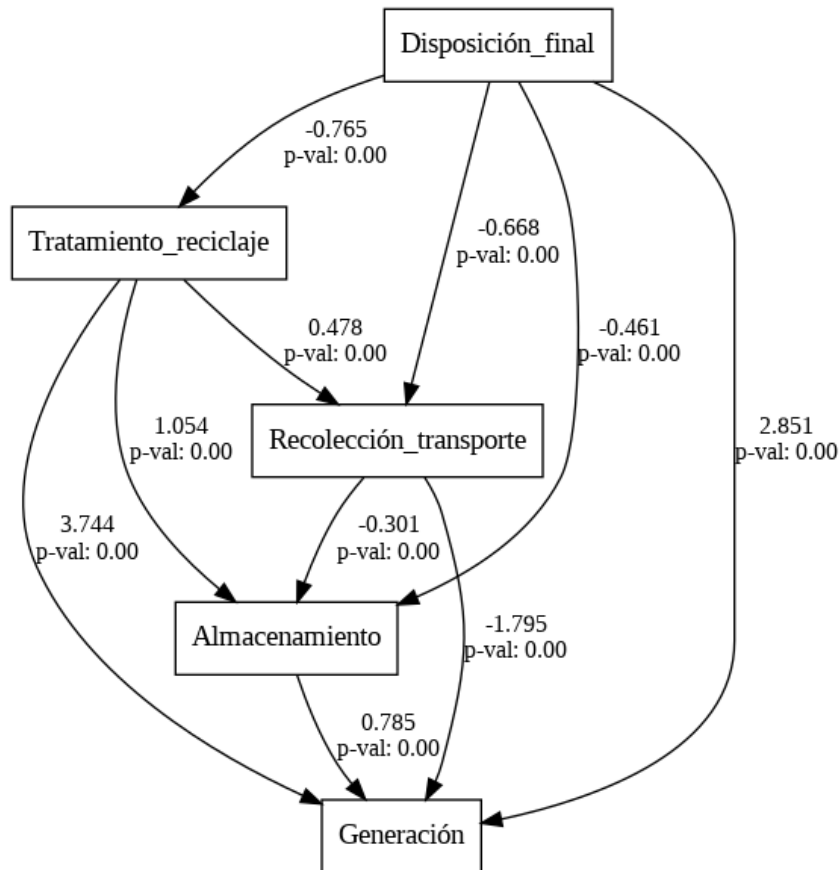 Disposición_final
-0.765
p-val: 0.00
Tratamiento_reciclaje
-0.668
p-val: 0.00
0.478
p-val: 0.00
-0.461
p-val: 0.00
Recolección_transporte
1.054
p-val: 0.00
2.851
p-val: 0.00
3.744
p-val: 0.00
-0.301
p-val: 0.00
Almacenamiento
-1.795
p-val: 0.00
0.785
p-val: 0.00
Generación